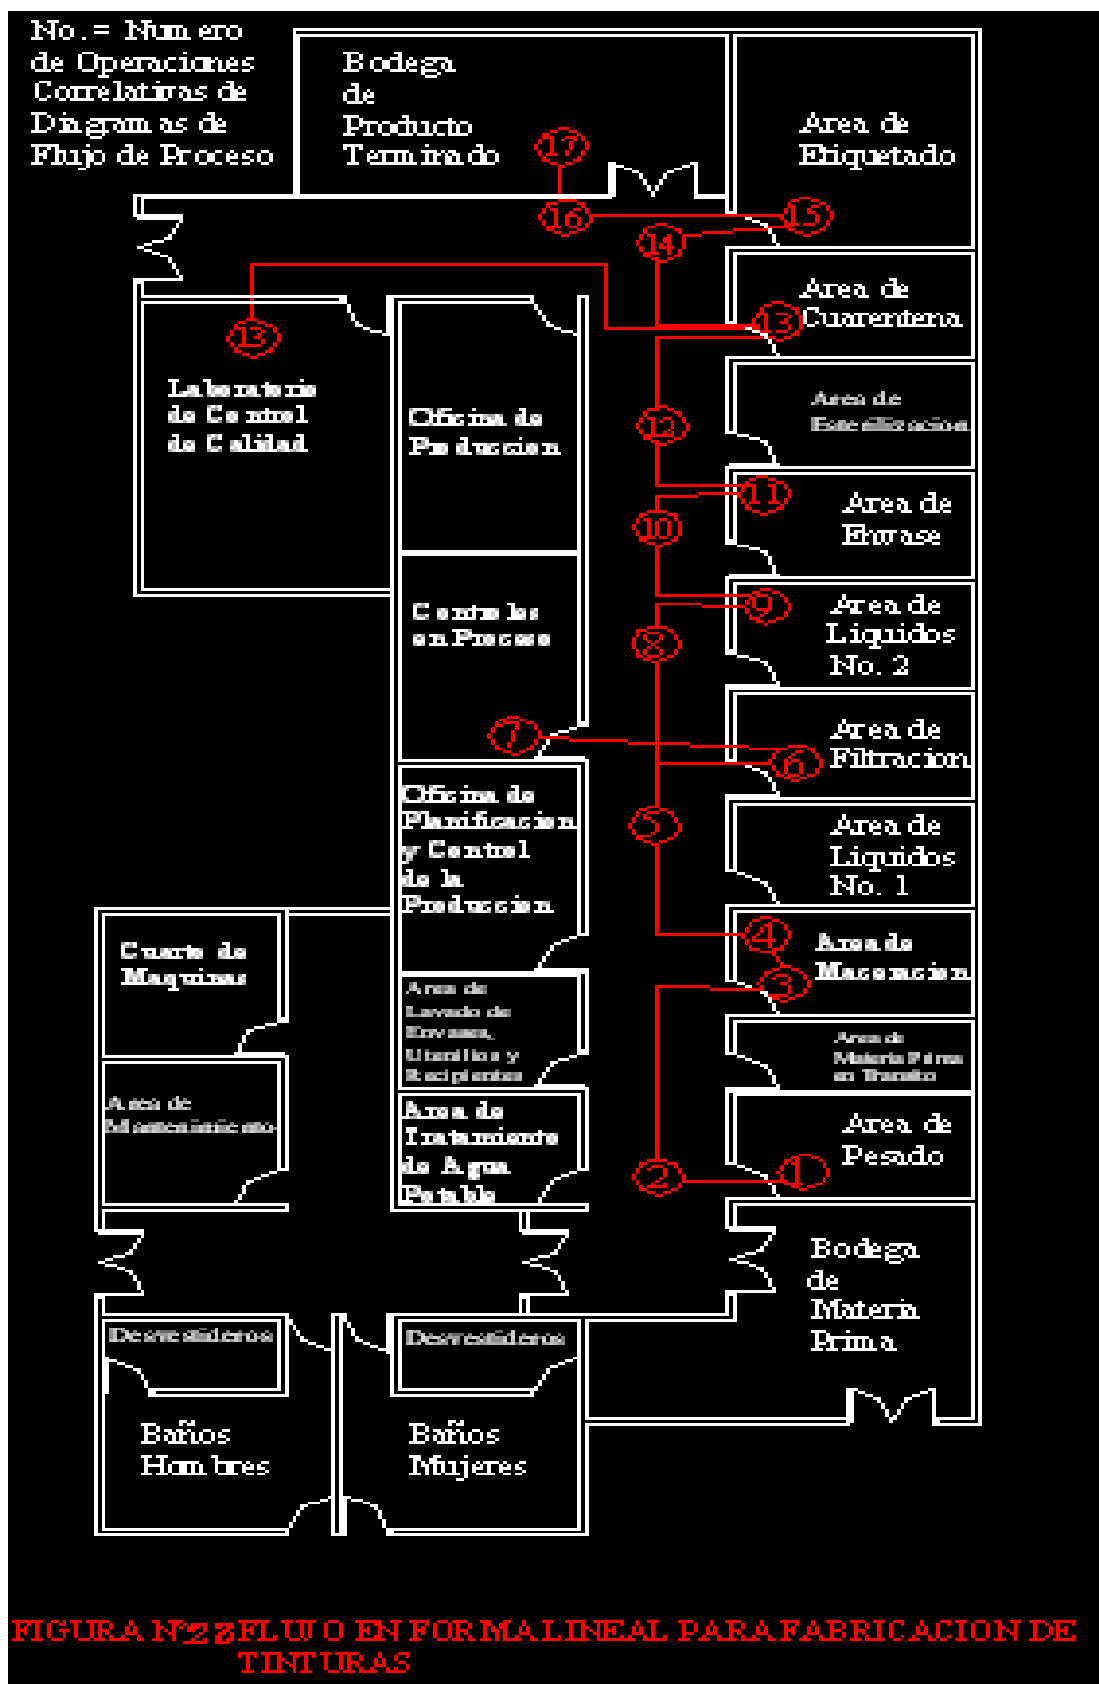 No.= Numero
de Operaciones
Correlativas de
Diagramas de
Flujo de Proceso
Bodega
de
Producto
Terminado
17
Area de
Etiquetado
16
15
14
Area de
Cuarentena
13
13
Laboratorio
de Control
de Calidad
Oficina de
Produccion
12
Area de
Esterilizacion
11
Area de
Envase
10
Controles
en Proceso
9
Area de
Liquidos
No. 2
8
7
Area de
Filtracion
6
Oficina de
Planificacion
y Control
de la
Produccion
5
Area de
Liquidos
No. 1
Cuarto de
Maquinas
4
Area de
Maceracion
3
Area de
Lavado de
Envases,
Utensilios y
Recipientes
Area de
Materia Prima
en Transito
Area de
Mantenimiento
Area de
Tratamiento
de Agua
Potable
2
1
Area de
Pesado
Bodega
de
Materia
Prima
Desvestideros
Desvestideros
Baños
Hombres
Baños
Mujeres
FLUJO EN FORMA LINEAL PARA FABRICACION DE
TINTURAS
FIGURA